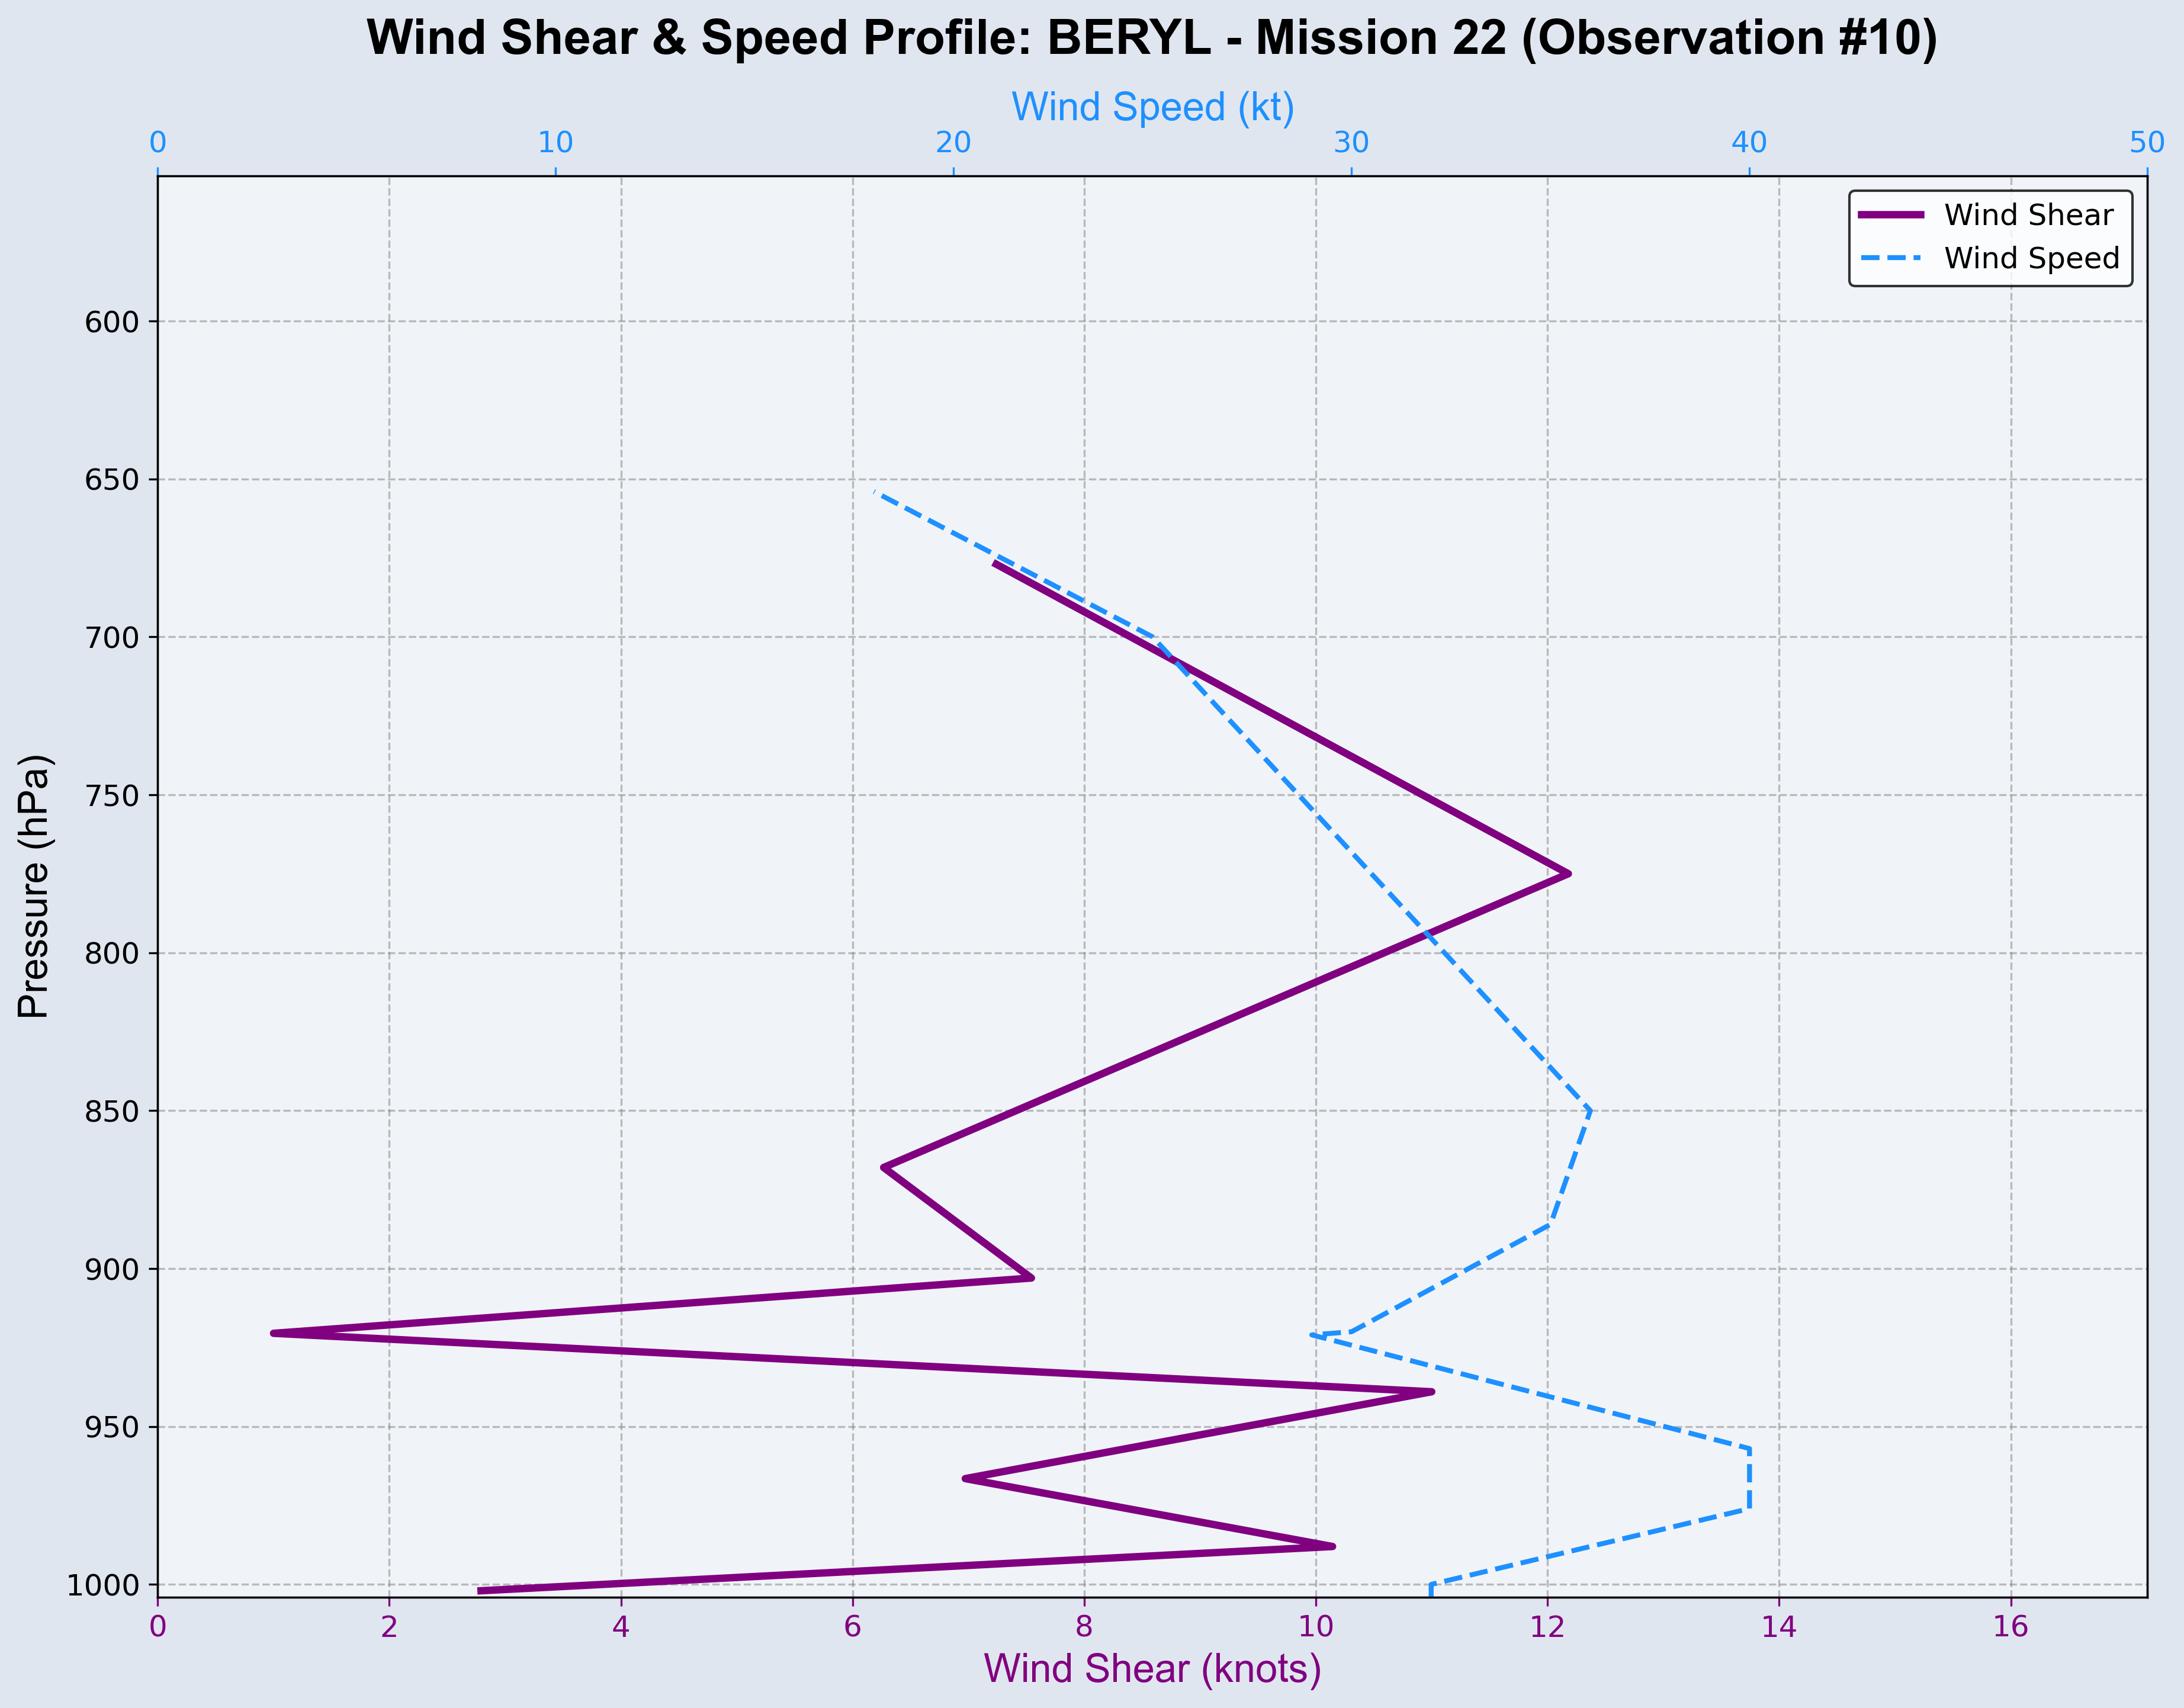 Wind Shear & Speed Profile: BERYL - Mission 22 (Observation #10)
Wind Speed (kt)
0 10 20 30 40 50
Wind Shear
Wind Speed
600
650
700
750
800
850
900
950
1000
Pressure (hPa)
0 2 4 6 8 10 12 14 16
Wind Shear (knots)